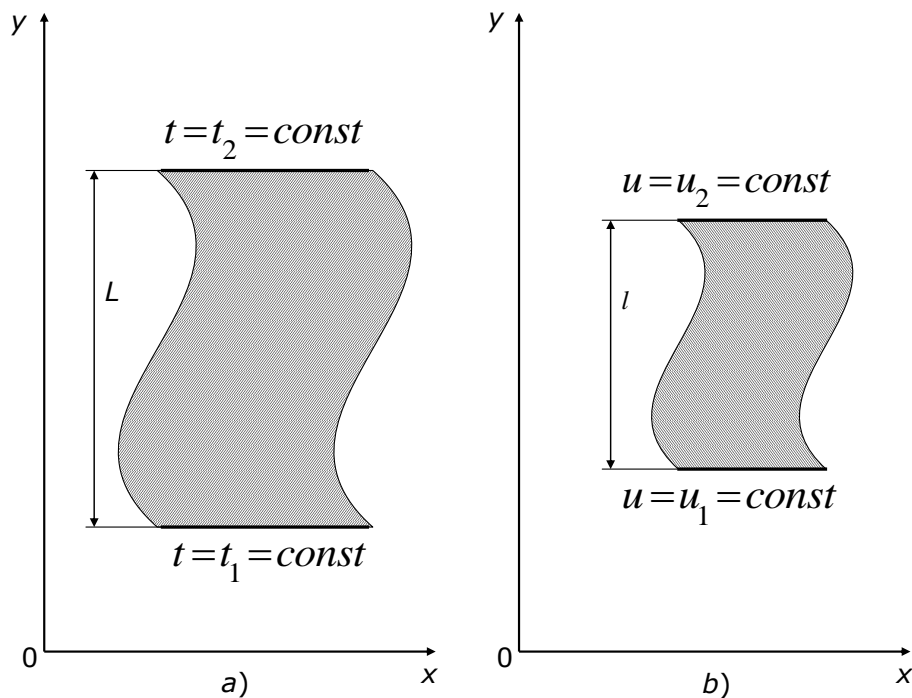 y
t=t₂=const
L
t=t₁=const
0
x
a)
y
u=u₂=const
l
u=u₁=const
0
x
b)